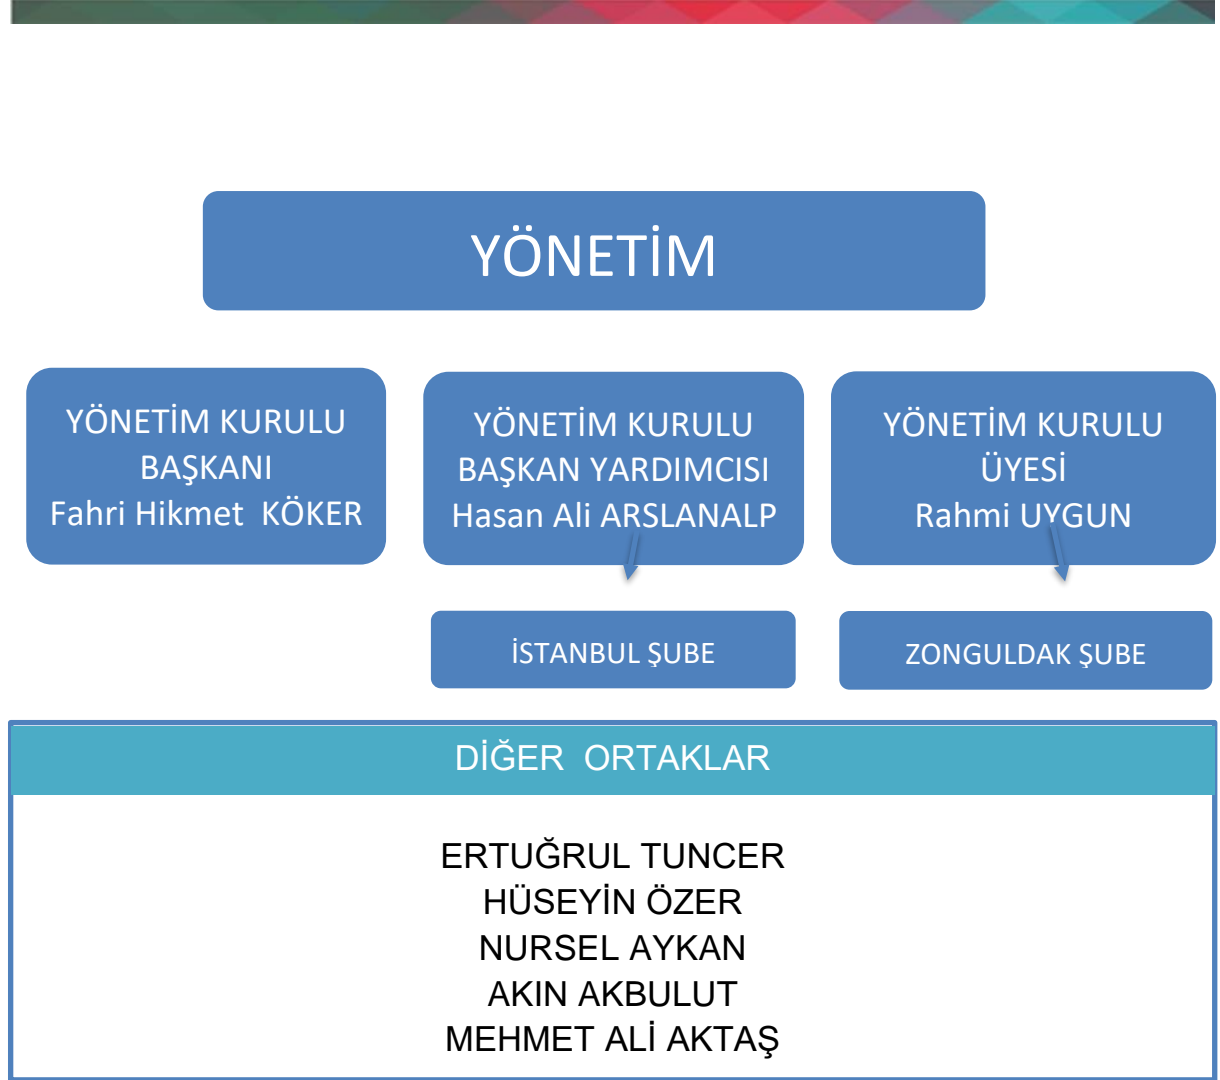 YÖNETİM
YÖNETİM KURULU
BAŞKANI
Fahri Hikmet  KÖKER
YÖNETİM KURULU
BAŞKAN YARDIMCISI
Hasan Ali ARSLANALP
YÖNETİM KURULU
ÜYESİ
Rahmi UYGUN
İSTANBUL ŞUBE
ZONGULDAK ŞUBE
DİĞER  ORTAKLAR
ERTUĞRUL TUNCER
HÜSEYİN ÖZER
NURSEL AYKAN
AKIN AKBULUT
MEHMET ALİ AKTAŞ